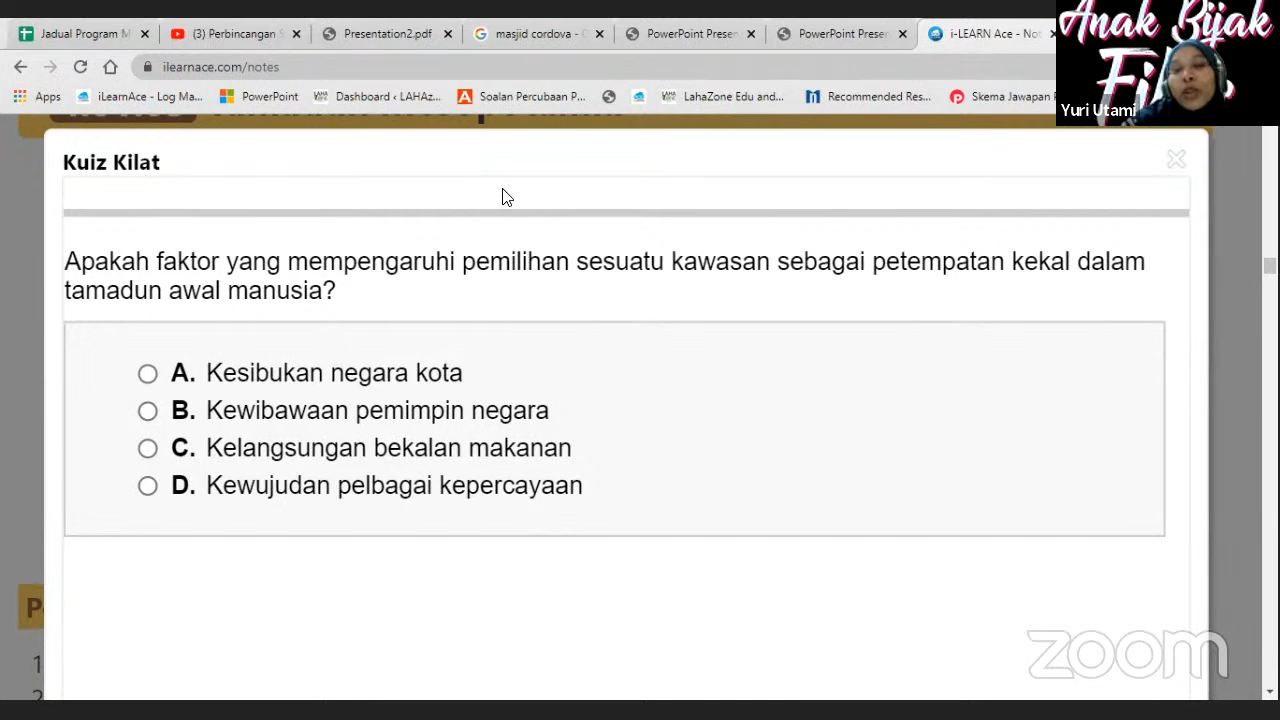 Jadual Program M
(3) Perbincangan S
Presentation2.pdf
masjid cordova - G
PowerPoint Presen
PowerPoint Presen
i-LEARN Ace - Not
Anak Bijak
Yuri Utami
ilearnace.com/notes
Apps
iLearnAce - Log Ma...
PowerPoint
Dashboard ‹ LAHAz...
Soalan Percubaan P...
LahaZone Edu and...
Recommended Res...
Skema Jawapan
Kuiz Kilat
Apakah faktor yang mempengaruhi pemilihan sesuatu kawasan sebagai petempatan kekal dalam
tamadun awal manusia?
A. Kesibukan negara kota
B. Kewibawaan pemimpin negara
C. Kelangsungan bekalan makanan
D. Kewujudan pelbagai kepercayaan
P
1
2
zoom